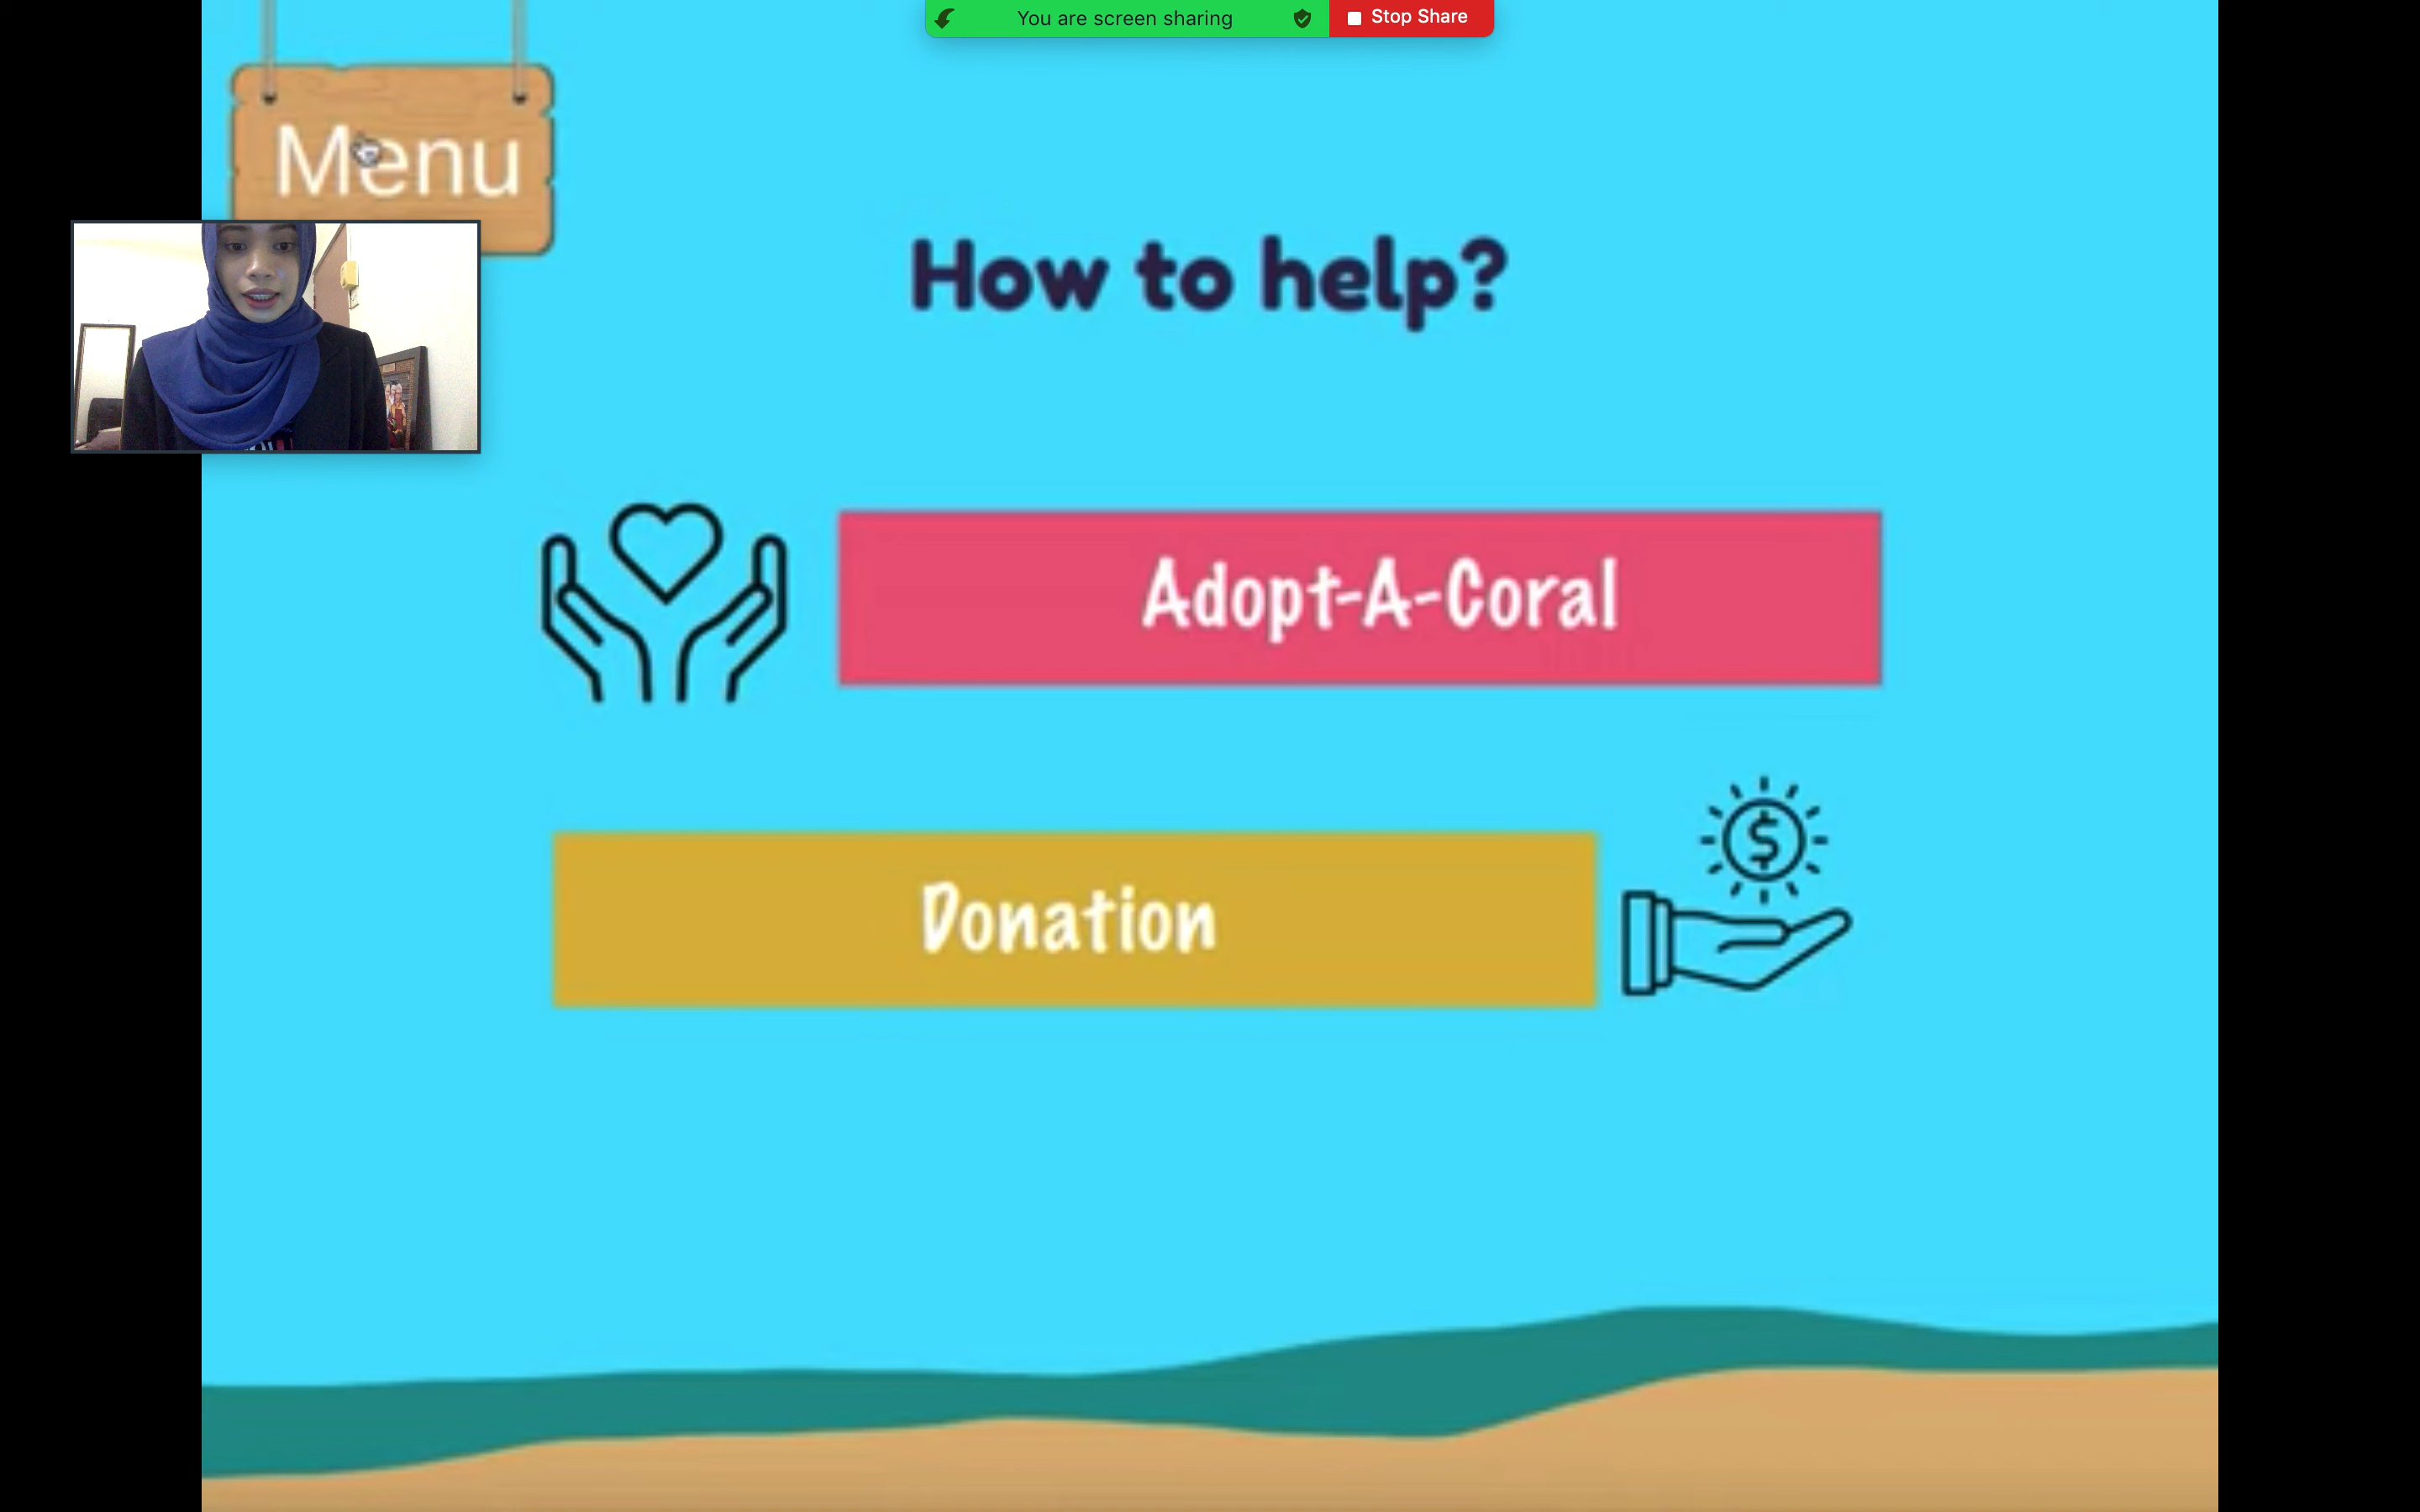 You are screen sharing
Stop Share
Menu
How to help?
Adopt-A-Coral
Donation
$